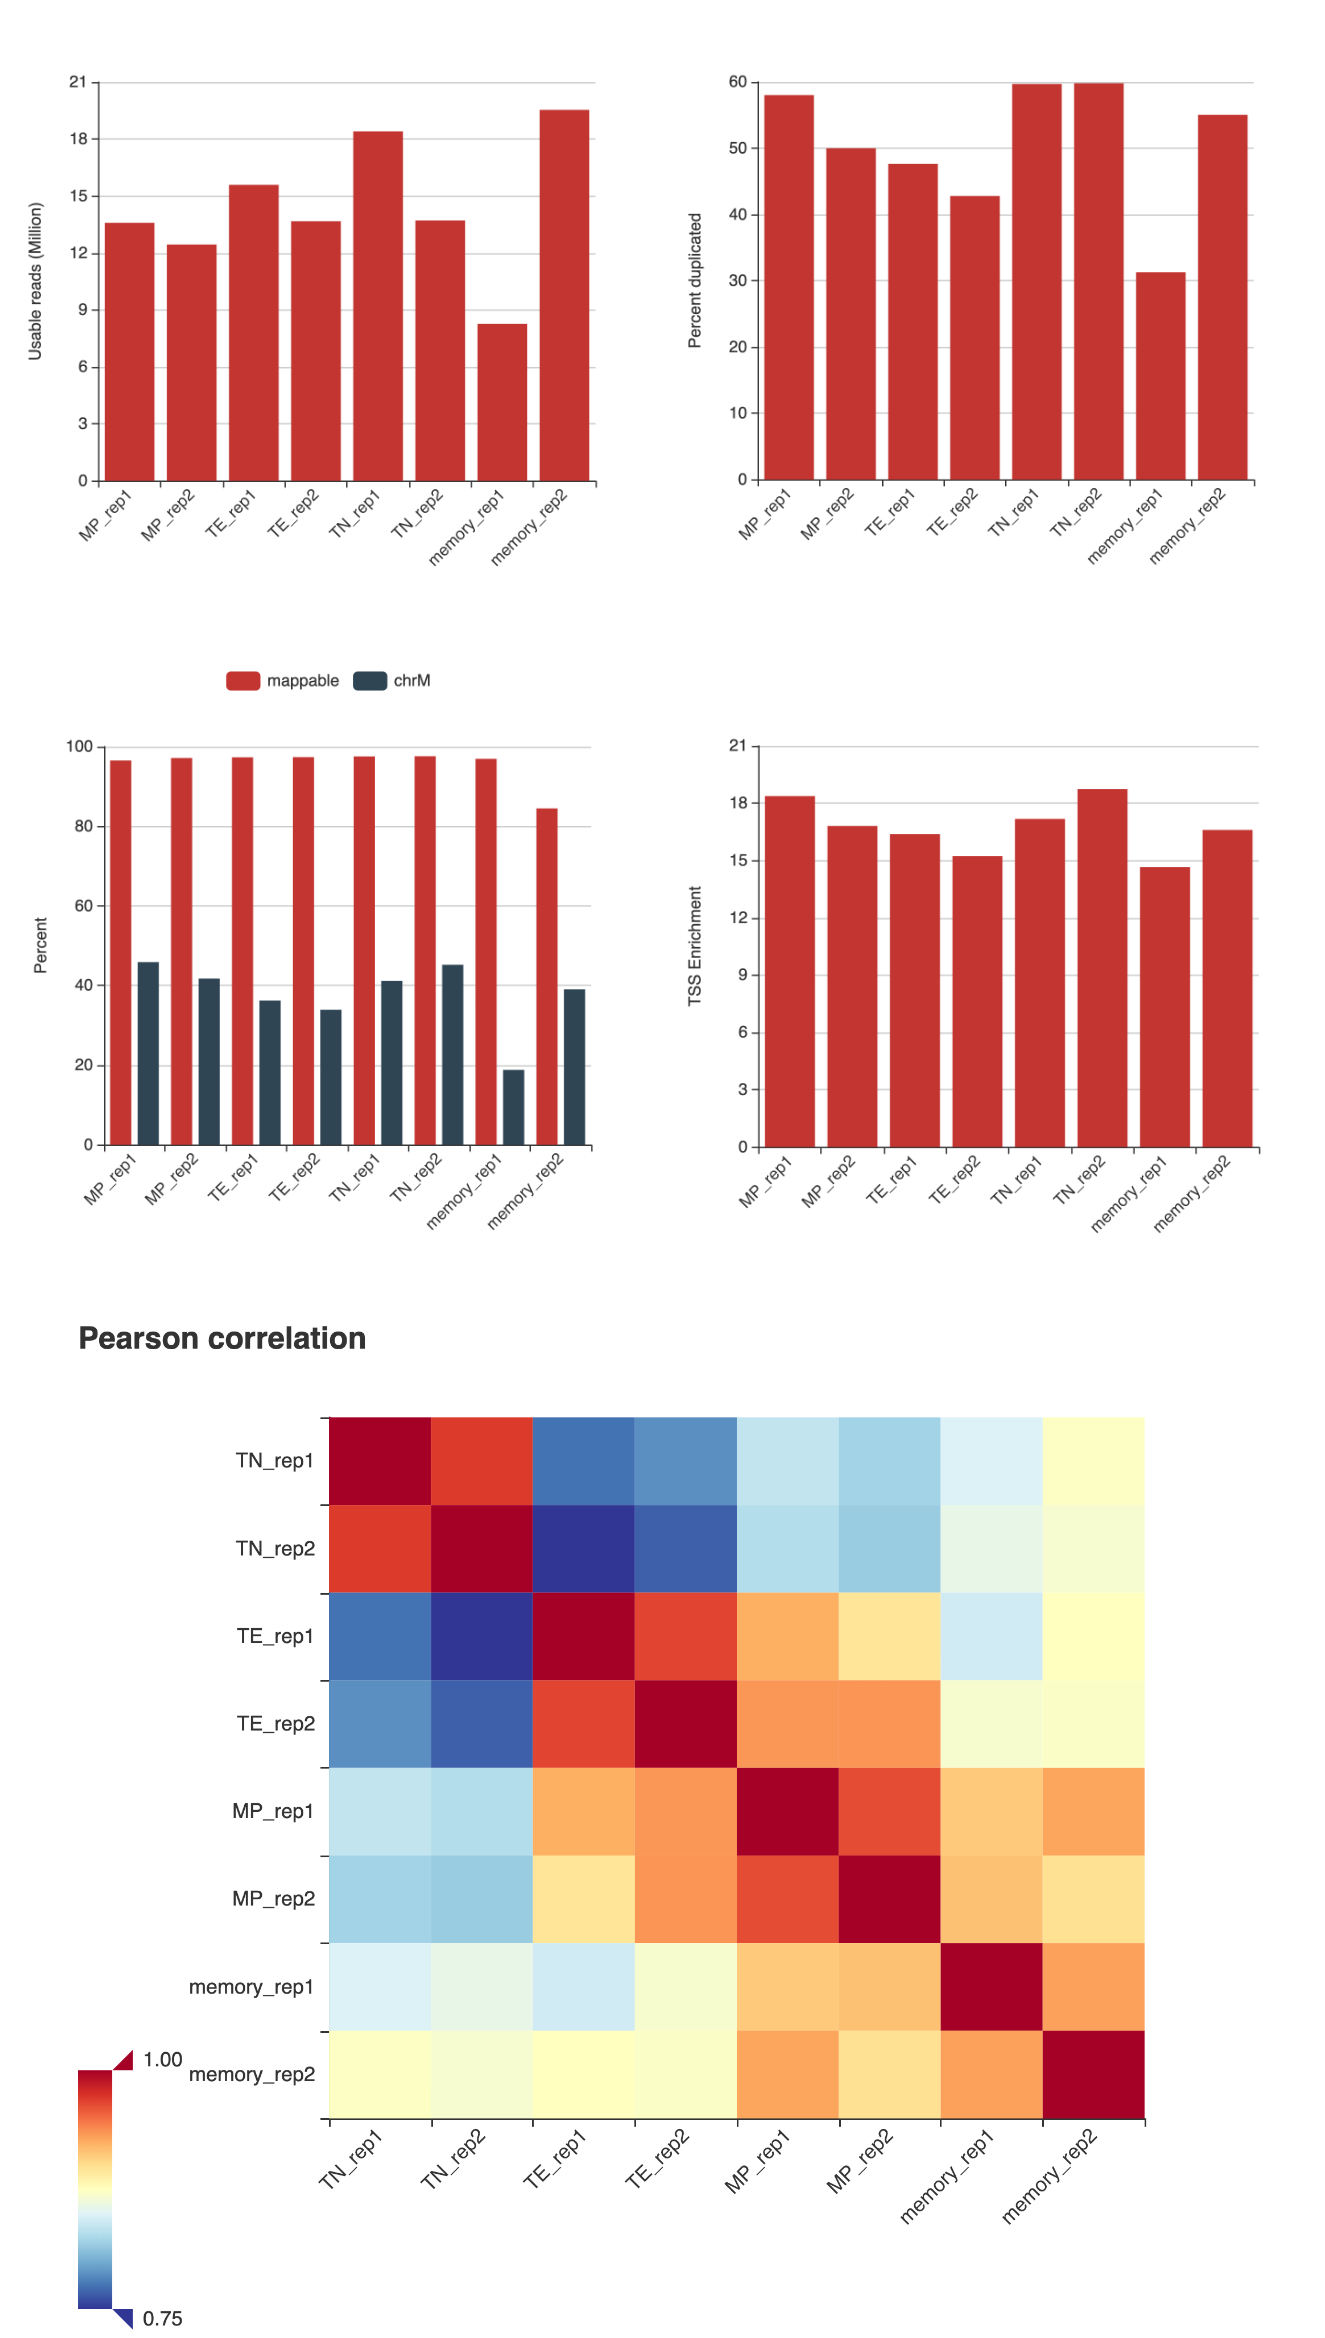 21
18
15
12
9
6
3
0
Usable reads (Million)
MP_rep1
MP_rep2
TE_rep1
TE_rep2
TN_rep1
TN_rep2
memory_rep1
memory_rep2
60
50
40
30
20
10
0
Percent duplicated
MP_rep1
MP_rep2
TE_rep1
TE_rep2
TN_rep1
TN_rep2
memory_rep1
memory_rep2
mappable
chrM
100
80
60
40
20
0
Percent
MP_rep1
MP_rep2
TE_rep1
TE_rep2
TN_rep1
TN_rep2
memory_rep1
memory_rep2
21
18
15
12
9
6
3
0
TSS Enrichment
MP_rep1
MP_rep2
TE_rep1
TE_rep2
TN_rep1
TN_rep2
memory_rep1
memory_rep2
Pearson correlation
TN_rep1
TN_rep2
TE_rep1
TE_rep2
MP_rep1
MP_rep2
memory_rep1
memory_rep2
TN_rep1
TN_rep2
TE_rep1
TE_rep2
MP_rep1
MP_rep2
memory_rep1
memory_rep2
1.00
0.75